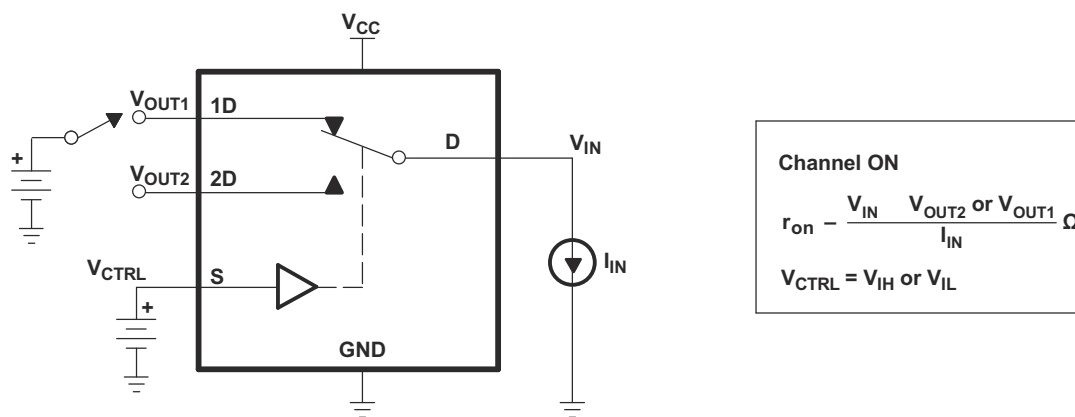 VCC
VOUT1 1D
D
VIN
+
VOUT2 2D
VCTRL S
+
IIN
GND
Channel ON
ron – VIN VOUT2 or VOUT1 Ω
IIN
VCTRL = VIH or VIL